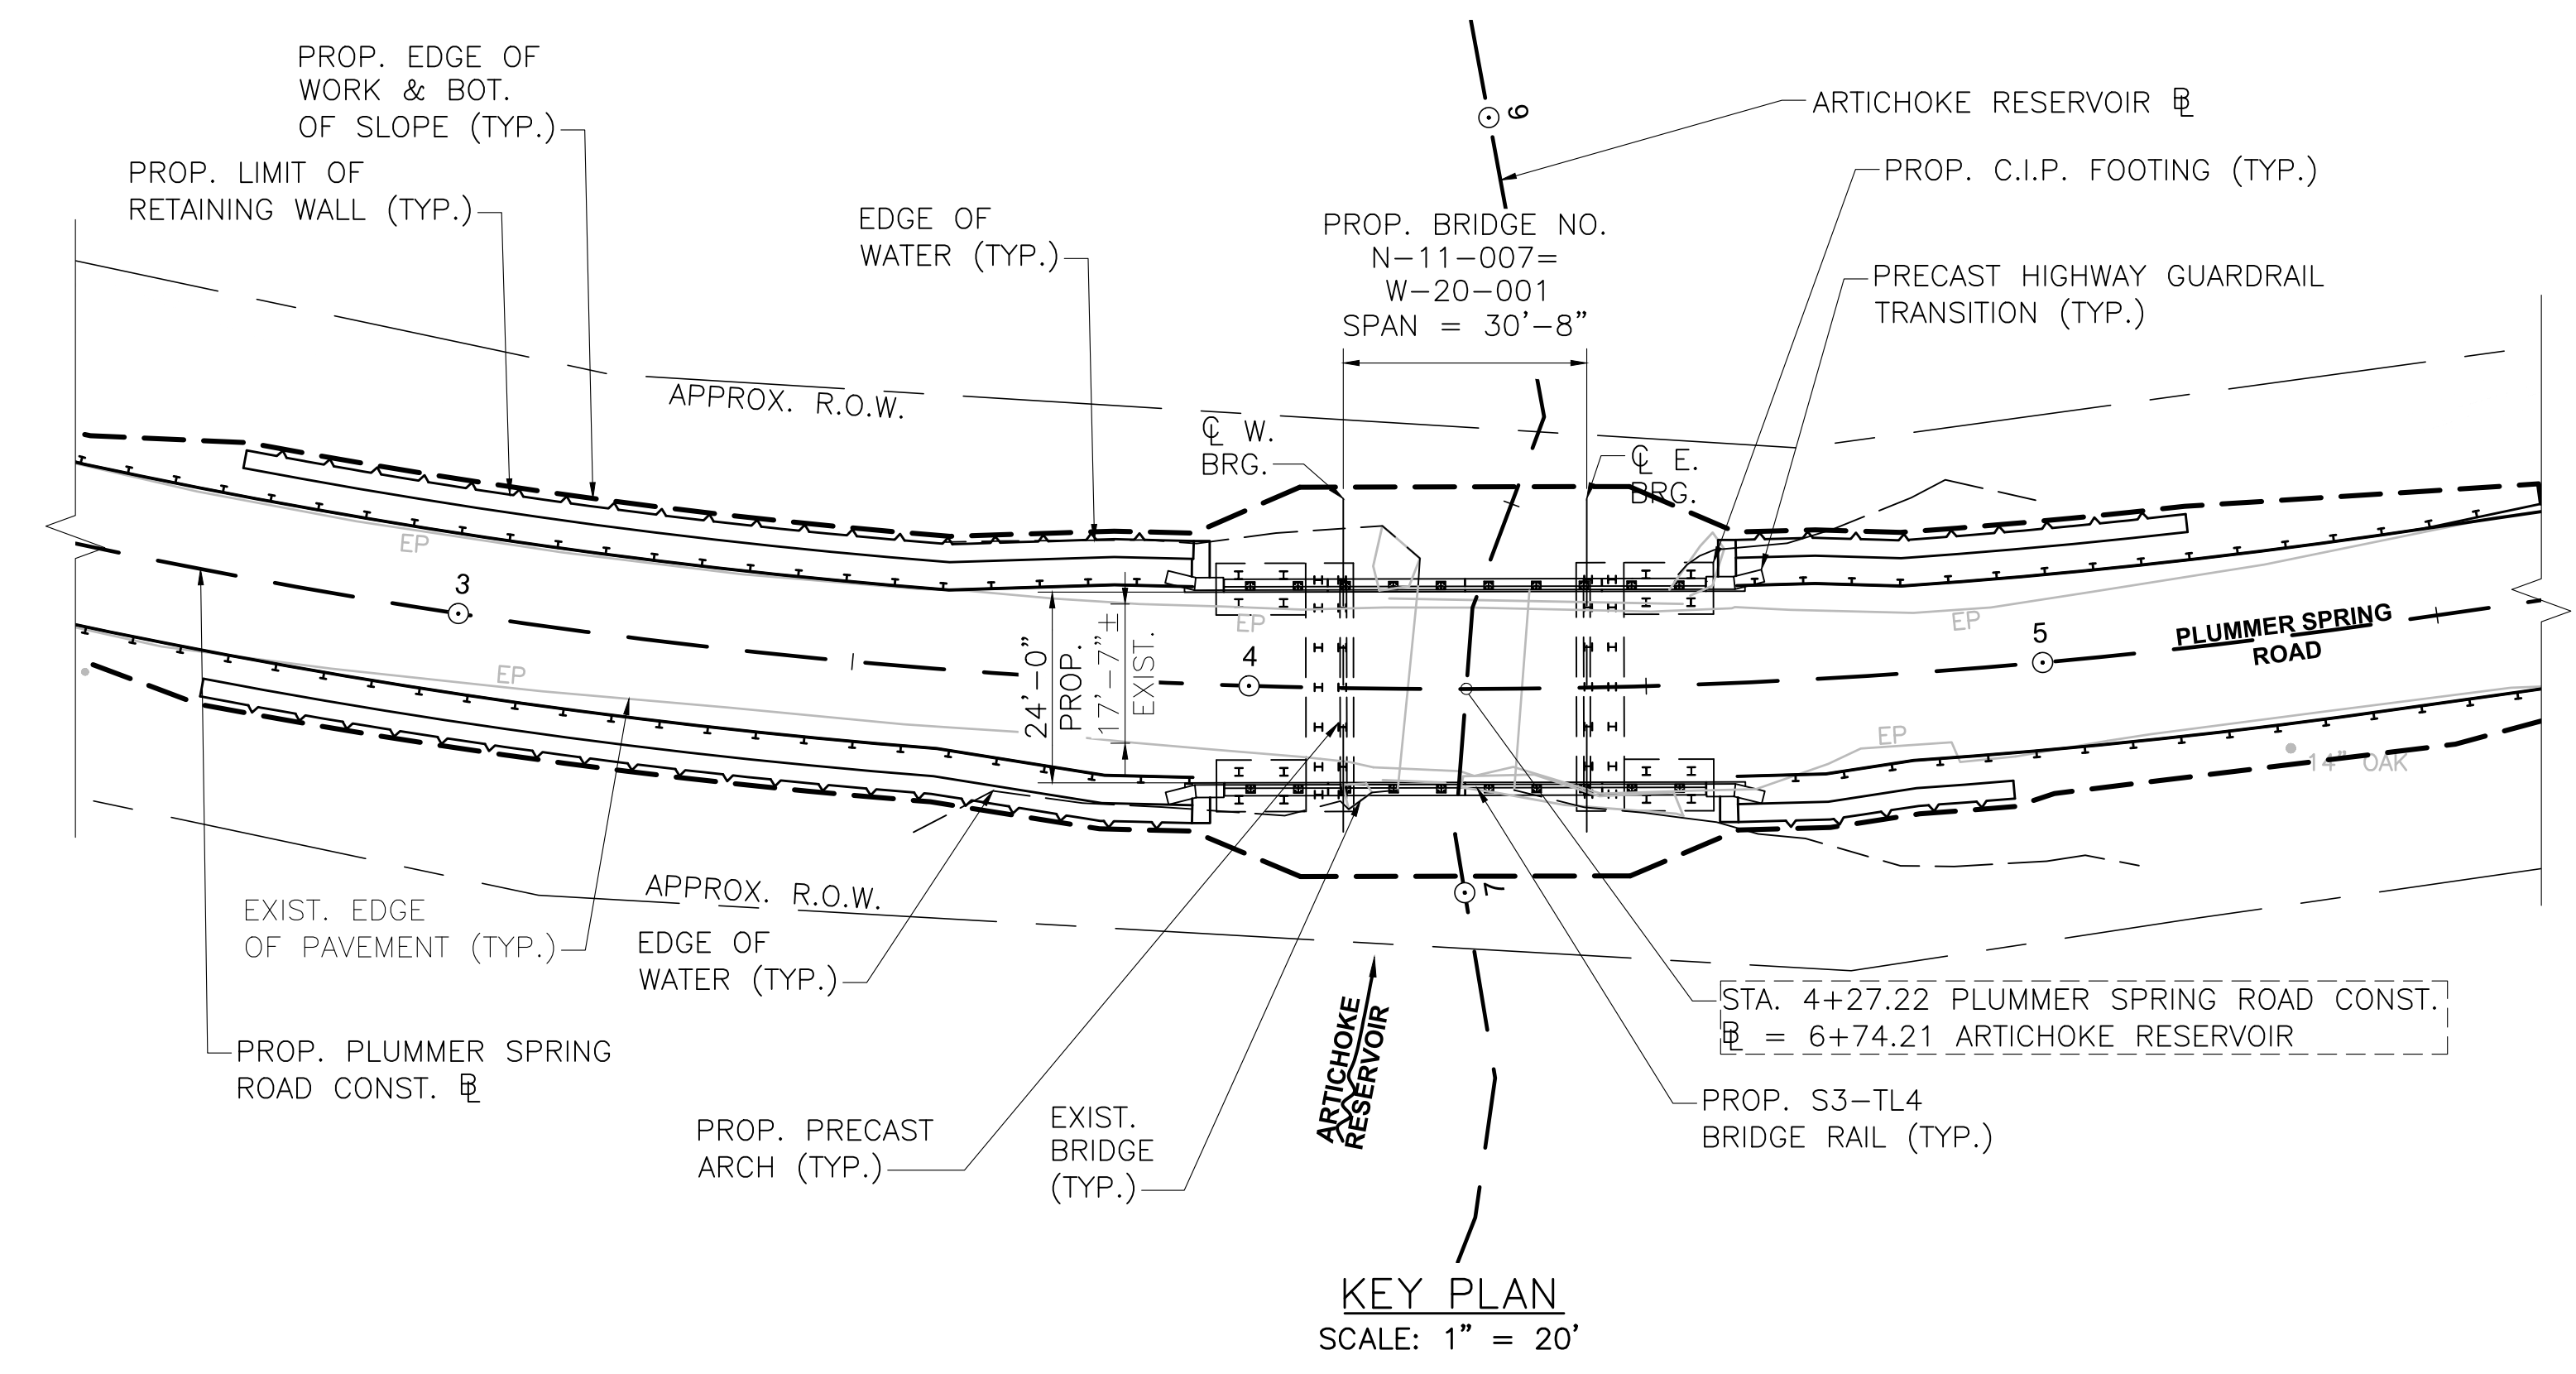 PROP. EDGE OF
WORK & BOT.
OF SLOPE (TYP.)
PROP. LIMIT OF
RETAINING WALL (TYP.)
EDGE OF
WATER (TYP.)
6
ARTICHOKE RESERVOIR ⅊
PROP. C.I.P. FOOTING (TYP.)
PROP. BRIDGE NO.
N-11-007=
W-20-001
SPAN = 30'-8"
PRECAST HIGHWAY GUARDRAIL
TRANSITION (TYP.)
APPROX. R.O.W.
℄ W.
BRG.
℄ E.
BRG.
EP
3
EP
24'-0"
PROP.
17'-7"±
EXIST.
EP
4
EP
5
PLUMMER SPRING
ROAD
EP
14" OAK
7
APPROX. R.O.W.
EXIST. EDGE
OF PAVEMENT (TYP.)
EDGE OF
WATER (TYP.)
ARTICHOKE
RESERVOIR
STA. 4+27.22 PLUMMER SPRING ROAD CONST.
⅊ = 6+74.21 ARTICHOKE RESERVOIR
PROP. PLUMMER SPRING
ROAD CONST. ⅊
PROP. PRECAST
ARCH (TYP.)
EXIST.
BRIDGE
(TYP.)
PROP. S3-TL4
BRIDGE RAIL (TYP.)
KEY PLAN
SCALE: 1" = 20'